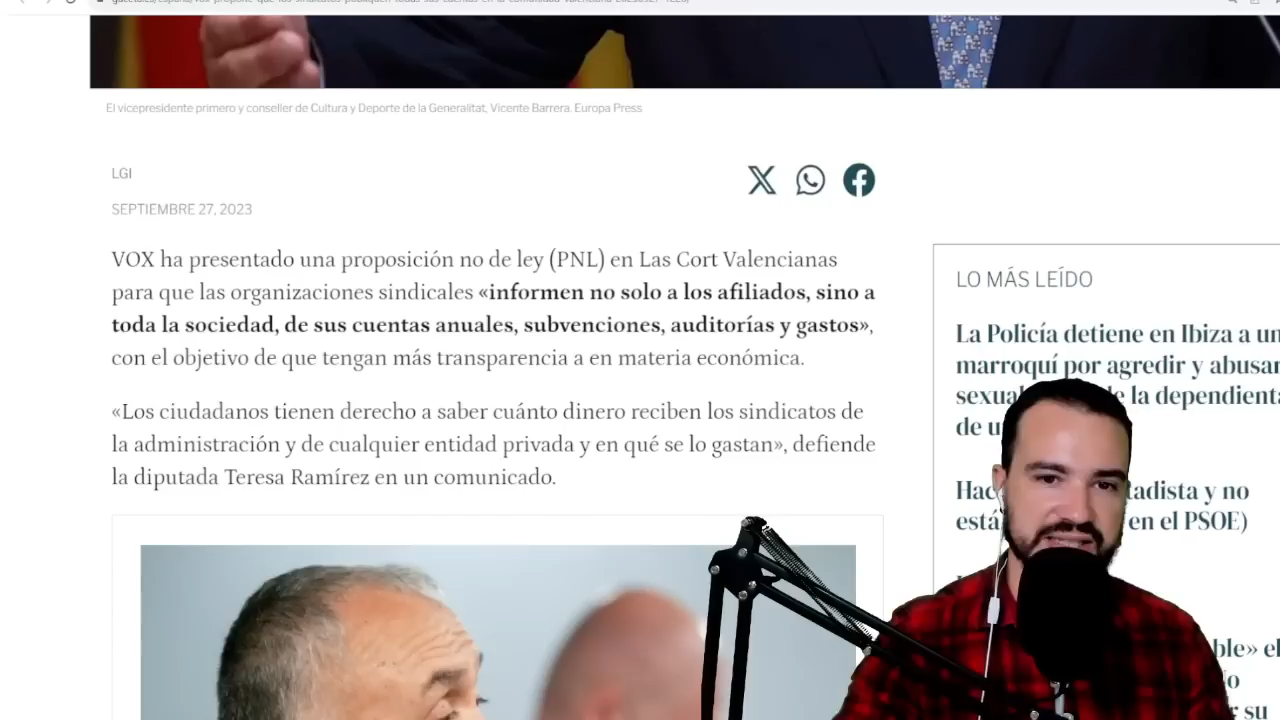 El vicepresidente primero y conseller de Cultura y Deporte de la Generalitat, Vicente Barrera. Europa Press
LGI
SEPTIEMBRE 27, 2023
VOX ha presentado una proposición no de ley (PNL) en Las Cort Valencianas
para que las organizaciones sindicales «informen no solo a los afiliados, sino a
toda la sociedad, de sus cuentas anuales, subvenciones, auditorías y gastos»,
con el objetivo de que tengan más transparencia a en materia económica.
«Los ciudadanos tienen derecho a saber cuánto dinero reciben los sindicatos de
la administración y de cualquier entidad privada y en qué se lo gastan», defiende
la diputada Teresa Ramírez en un comunicado.
LO MÁS LEÍDO
La Policía detiene en Ibiza a un
marroquí por agredir y abusar
de la dependienta
de
y no
en el PSOE)
el
su